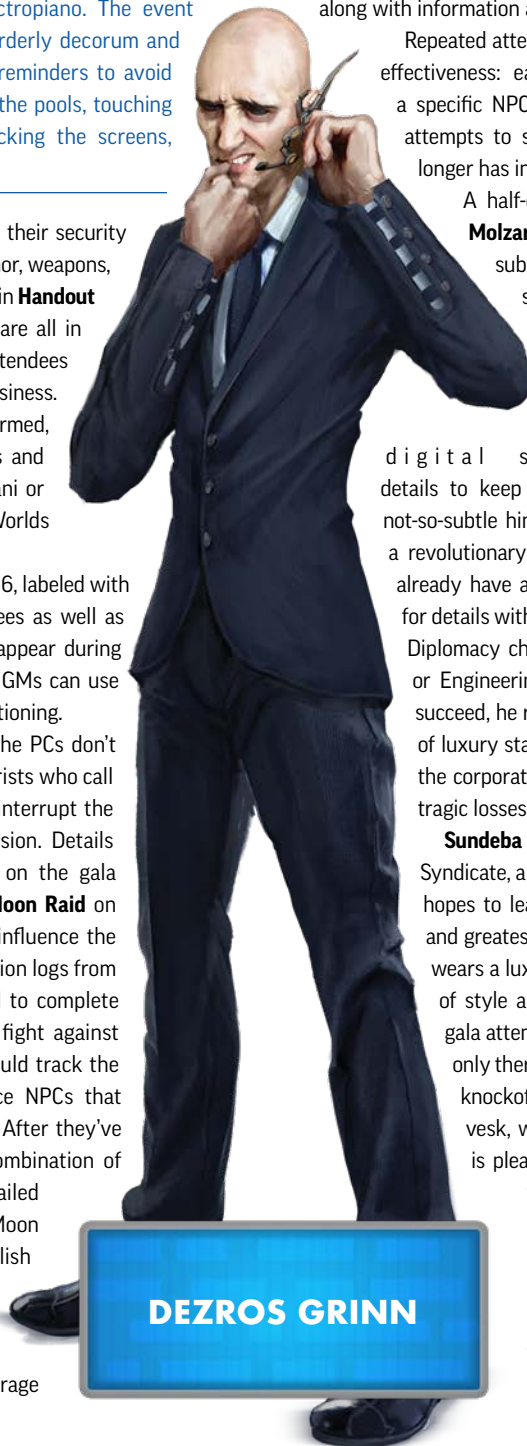 ctropiano. The event
rderly decorum and
reminders to avoid
the pools, touching
cking the screens,
their security
or, weapons,
in Handout
are all in
tendees
siness.
rmed,
s and
ani or
Worlds
6, labeled with
ees as well as
appear during
GMs can use
tioning.
he PCs don't
rists who call
interrupt the
sion. Details
on the gala
Moon Raid on
influence the
ion logs from
to complete
fight against
uld track the
ce NPCs that
After they've
ombination of
ailed
Moon
lish
rage
along with information a
Repeated atte
effectiveness: ea
a specific NPC
attempts to s
longer has in
A half-
Molzar
sub
s
digital s
details to keep
not-so-subtle hin
a revolutionary
already have a
for details with
Diplomacy ch
or Engineerin
succeed, he r
of luxury sta
the corporat
tragic losses
Sundeba
Syndicate, a
hopes to lea
and greatest
wears a lux
of style a
gala atten
only ther
knockof
vesk, w
is plea
DEZROS GRINN